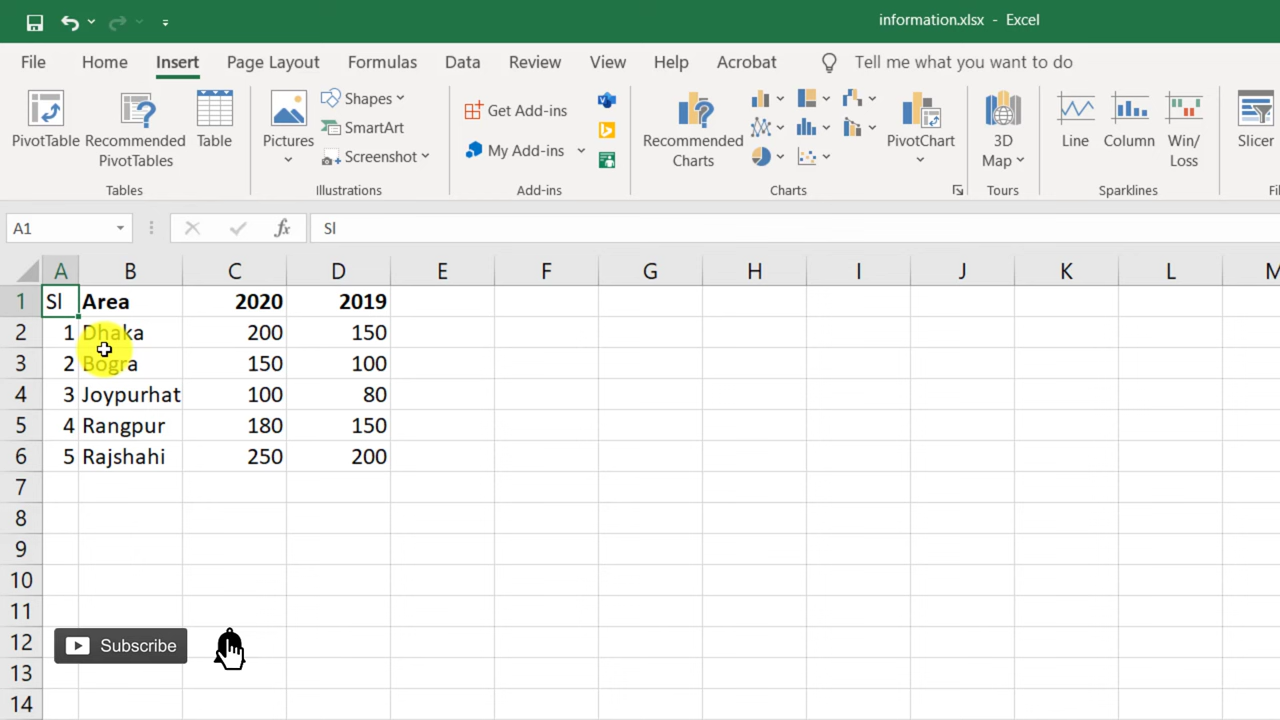 information.xlsx - Excel
File Home Insert Page Layout Formulas Data Review View Help Acrobat Tell me what you want to do
PivotTable
Recommended PivotTables
Table
Pictures
Shapes
SmartArt
Screenshot
Get Add-ins
My Add-ins
Recommended Charts
PivotChart
3D Map
Line
Column
Win/ Loss
Slicer
Tables Illustrations Add-ins Charts Tours Sparklines
A1 fx Sl
A B C D E F G H I J K L M
1 Sl Area 2020 2019
2 1 Dhaka 200 150
3 2 Bogra 150 100
4 3 Joypurhat 100 80
5 4 Rangpur 180 150
6 5 Rajshahi 250 200
7
8
9
10
11
12
Subscribe
13
14